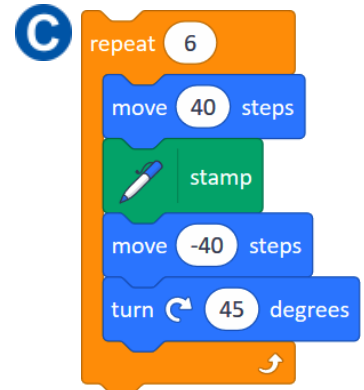 C
repeat 6
move 40 steps
stamp
move -40 steps
turn 45 degrees